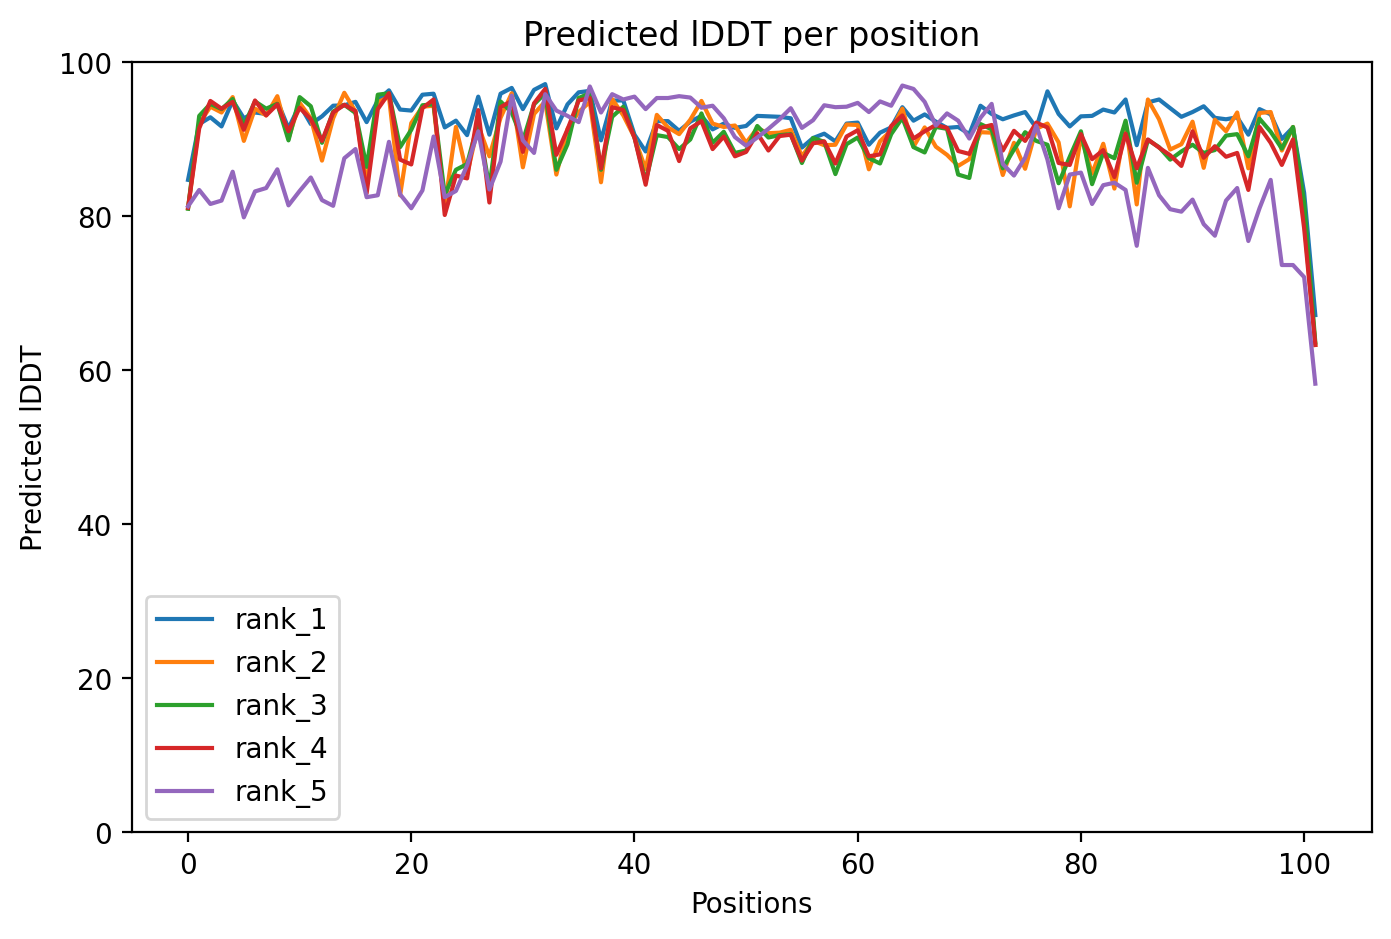 Predicted lDDT per position
100
80
60
40
20
0
Predicted lDDT
rank_1
rank_2
rank_3
rank_4
rank_5
0 20 40 60 80 100
Positions